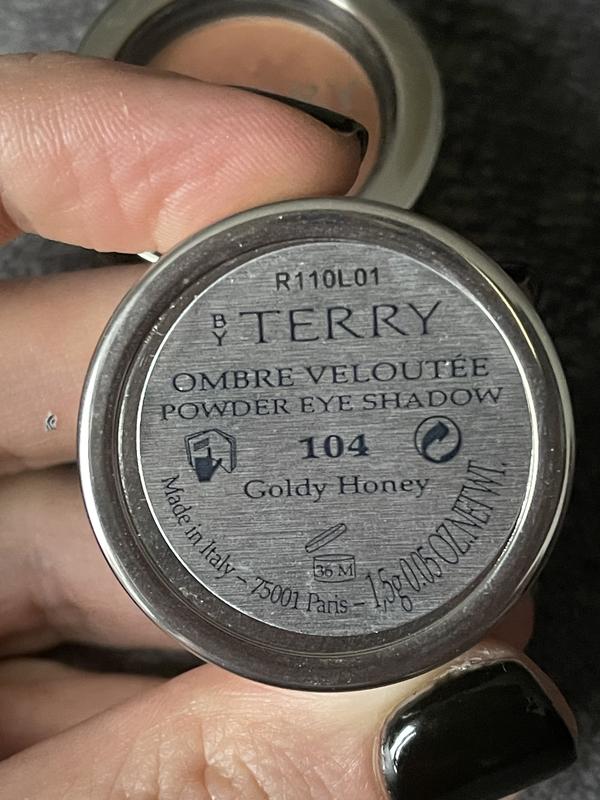 R110L01
BY TERRY
OMBRE VELOUTÉE
POWDER EYE SHADOW
104
Goldy Honey
36 M
Made in Italy – 75001 Paris – 1,5g 0.05 OZ.NET WT.